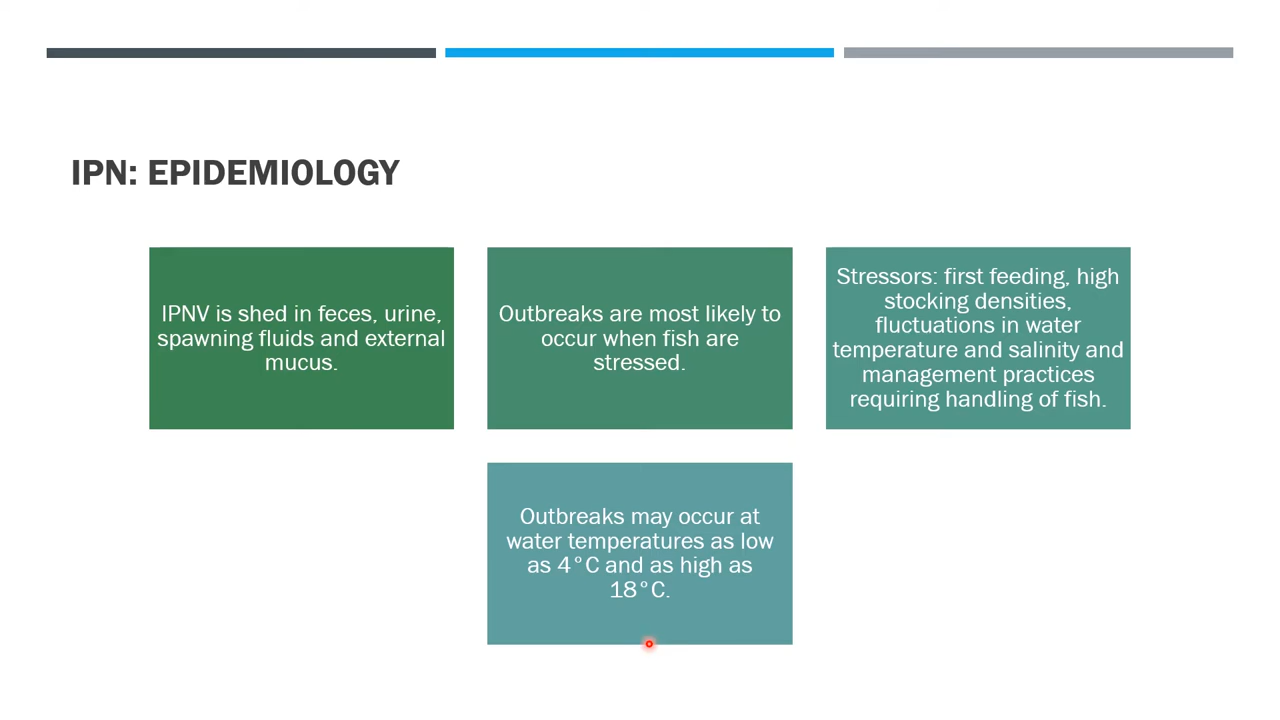 IPN: EPIDEMIOLOGY
IPNV is shed in feces, urine,
spawning fluids and external
mucus.
Outbreaks are most likely to
occur when fish are
stressed.
Stressors: first feeding, high
stocking densities,
fluctuations in water
temperature and salinity and
management practices
requiring handling of fish.
Outbreaks may occur at
water temperatures as low
as 4°C and as high as
18°C.